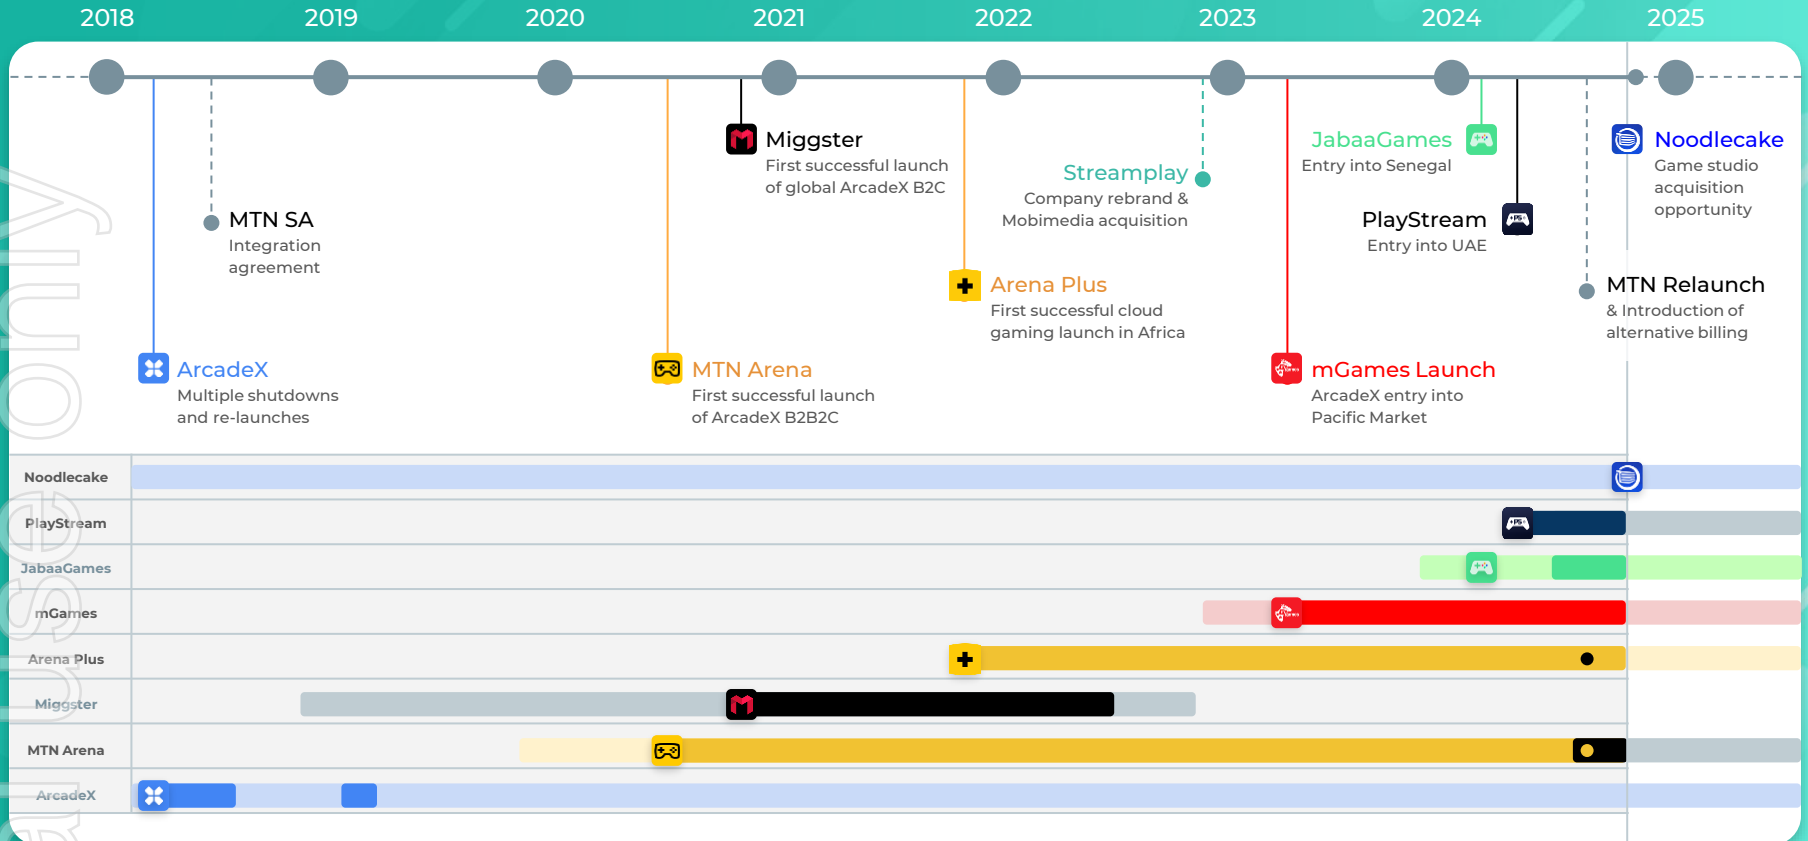 2018
2019
2020
2021
2022
2023
2024
2025
Miggster
First successful launch
of global ArcadeX B2C
JabaaGames
Entry into Senegal
Noodlecake
Game studio
acquisition
opportunity
Streamplay
Company rebrand &
Mobimedia acquisition
MTN SA
Integration
agreement
PlayStream
Entry into UAE
Arena Plus
First successful cloud
gaming launch in Africa
MTN Relaunch
& Introduction of
alternative billing
ArcadeX
Multiple shutdowns
and re-launches
MTN Arena
First successful launch
of ArcadeX B2B2C
mGames Launch
ArcadeX entry into
Pacific Market
Noodlecake
PlayStream
JabaaGames
mGames
Arena Plus
Miggster
MTN Arena
ArcadeX
use only